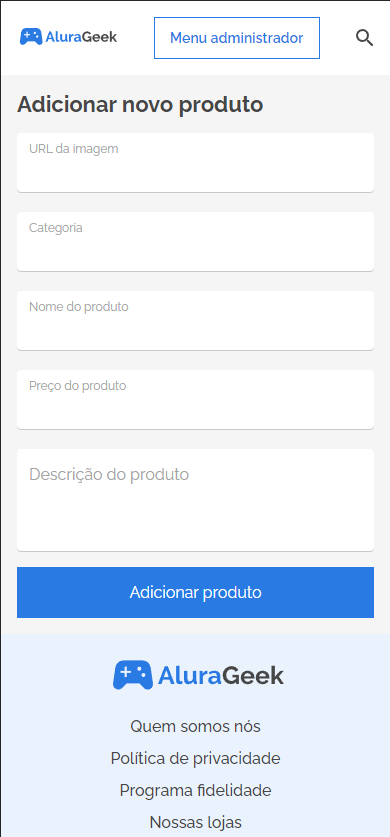 AluraGeek
Menu administrador
Adicionar novo produto
URL da imagem
Categoria
Nome do produto
Preço do produto
Descrição do produto
Adicionar produto
AluraGeek
Quem somos nós
Política de privacidade
Programa fidelidade
Nossas lojas